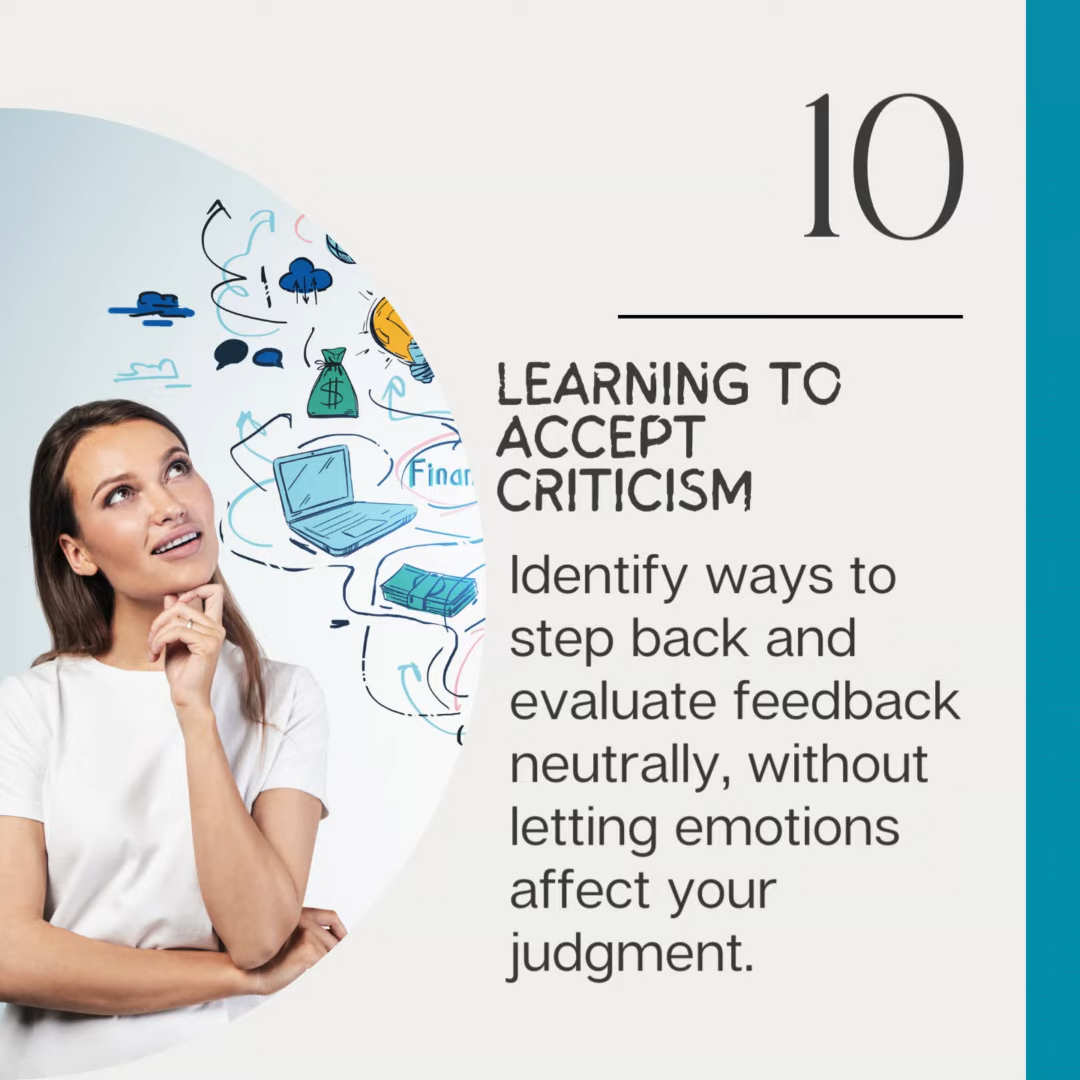 10
LEARNING TO
ACCEPT
CRITICISM
Identify ways to
step back and
evaluate feedback
neutrally, without
letting emotions
affect your
judgment.
$
Finan